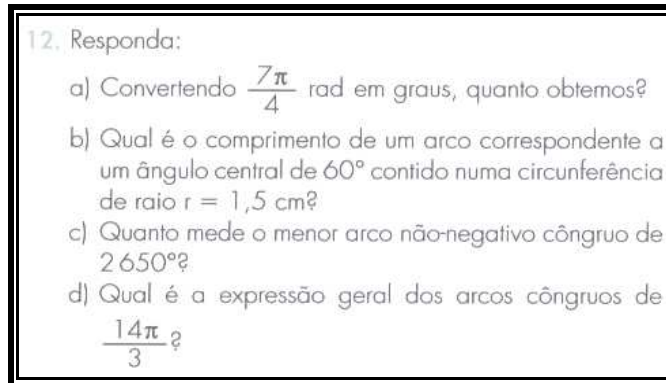 12. Responda:
a) Convertendo 7π/4 rad em graus, quanto obtemos?
b) Qual é o comprimento de um arco correspondente a
um ângulo central de 60° contido numa circunferência
de raio r = 1,5 cm?
c) Quanto mede o menor arco não-negativo côngruo de
2 650°?
d) Qual é a expressão geral dos arcos côngruos de
14π/3?